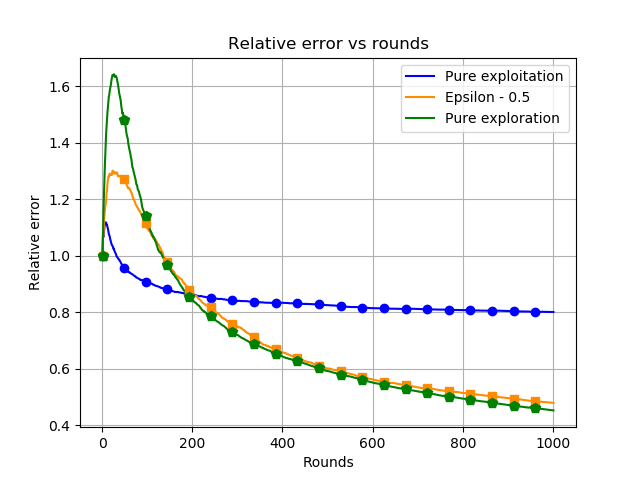 Relative error vs rounds
Pure exploitation
Epsilon - 0.5
Pure exploration
Relative error
1.6
1.4
1.2
1.0
0.8
0.6
0.4
0 200 400 600 800 1000
Rounds